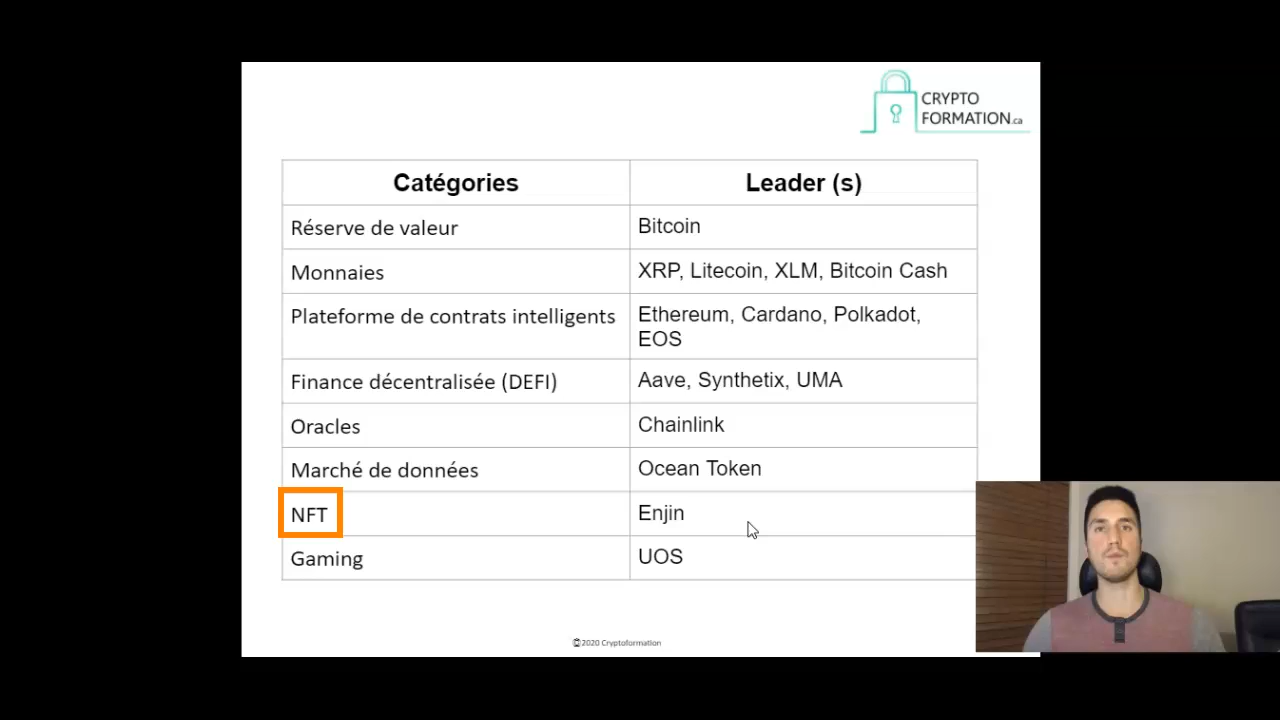 CRYPTO
FORMATION.ca
Catégories
Leader (s)
Réserve de valeur
Bitcoin
Monnaies
XRP, Litecoin, XLM, Bitcoin Cash
Plateforme de contrats intelligents
Ethereum, Cardano, Polkadot,
EOS
Finance décentralisée (DEFI)
Aave, Synthetix, UMA
Oracles
Chainlink
Marché de données
Ocean Token
NFT
Enjin
Gaming
UOS
©2020 Cryptoformation